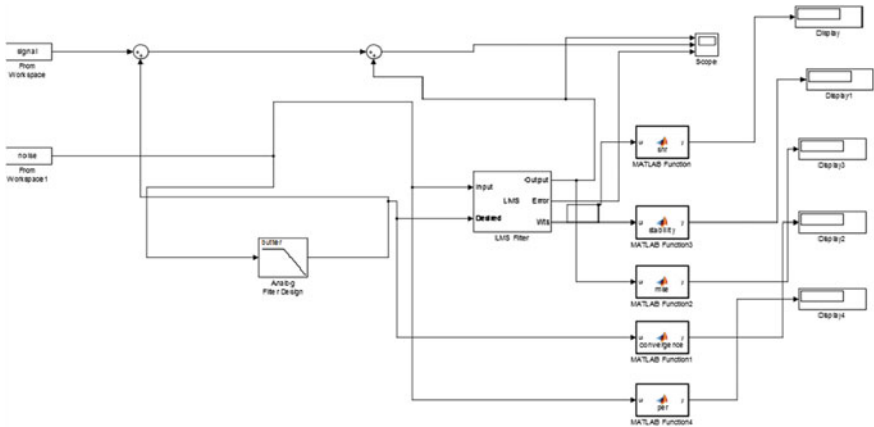 signal
From
Workspace
noise
From
Workspace1
butter
Analog
Filter Design
Input
Desired
LMS
Output
Error
Wts
LMS Filter
Scope
u
snr
y
MATLAB Function
u
stability
y
MATLAB Function3
u
mse
y
MATLAB Function2
u
convergence
y
MATLAB Function1
u
per
y
MATLAB Function4
Display
Display1
Display3
Display2
Display4